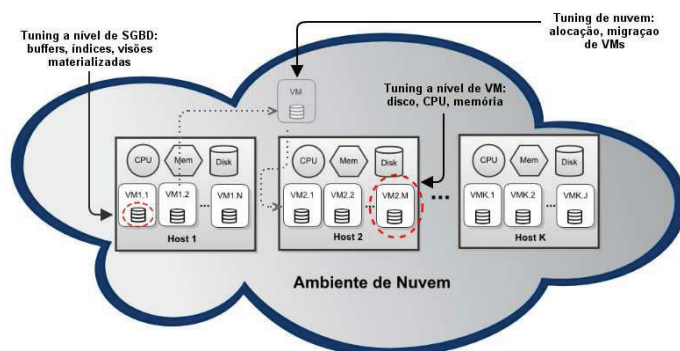 Tuning a nível de SGBD:
buffers, índices, visões
materializadas
Tuning de nuvem:
alocação, migraçao
de VMs
VM
Tuning a nível de VM:
disco, CPU, memória
CPU
Mem
Disk
VM1.1
VM1.2
...
VM1.N
Host 1
CPU
Mem
Disk
VM2.1
VM2.2
...
VM2.M
Host 2
...
CPU
Mem
Disk
VMK.1
VMK.2
...
VMK.J
Host K
Ambiente de Nuvem